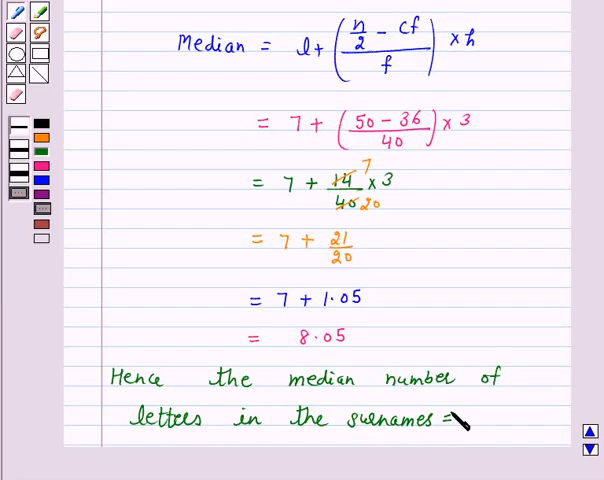 Median = l + ( (n/2 - cf) / f ) × h
= 7 + ( (50 - 36) / 40 ) × 3
= 7 + 14/40 × 3 7 20
= 7 + 21/20
= 7 + 1.05
= 8.05
Hence the median number of
letters in the surnames =